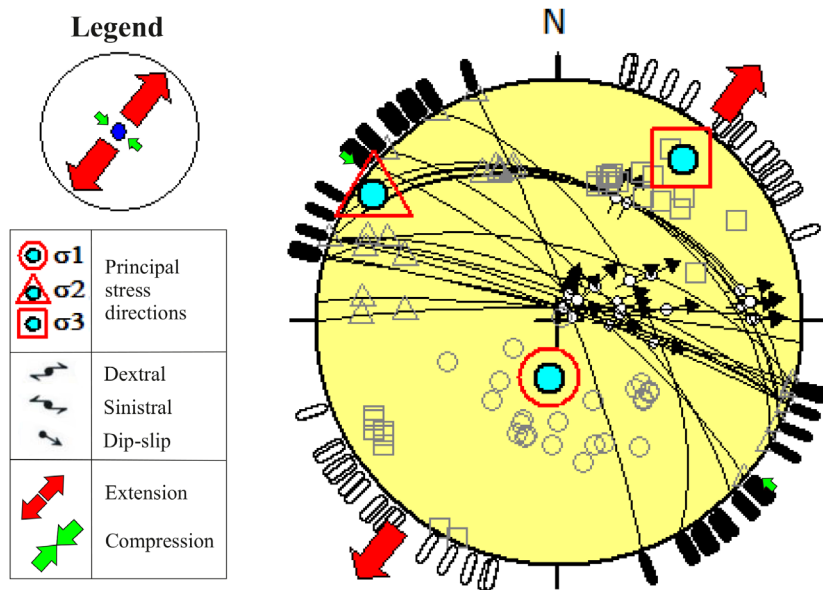 Legend
N
σ1
σ2
σ3
Principal
stress
directions
Dextral
Sinistral
Dip-slip
Extension
Compression